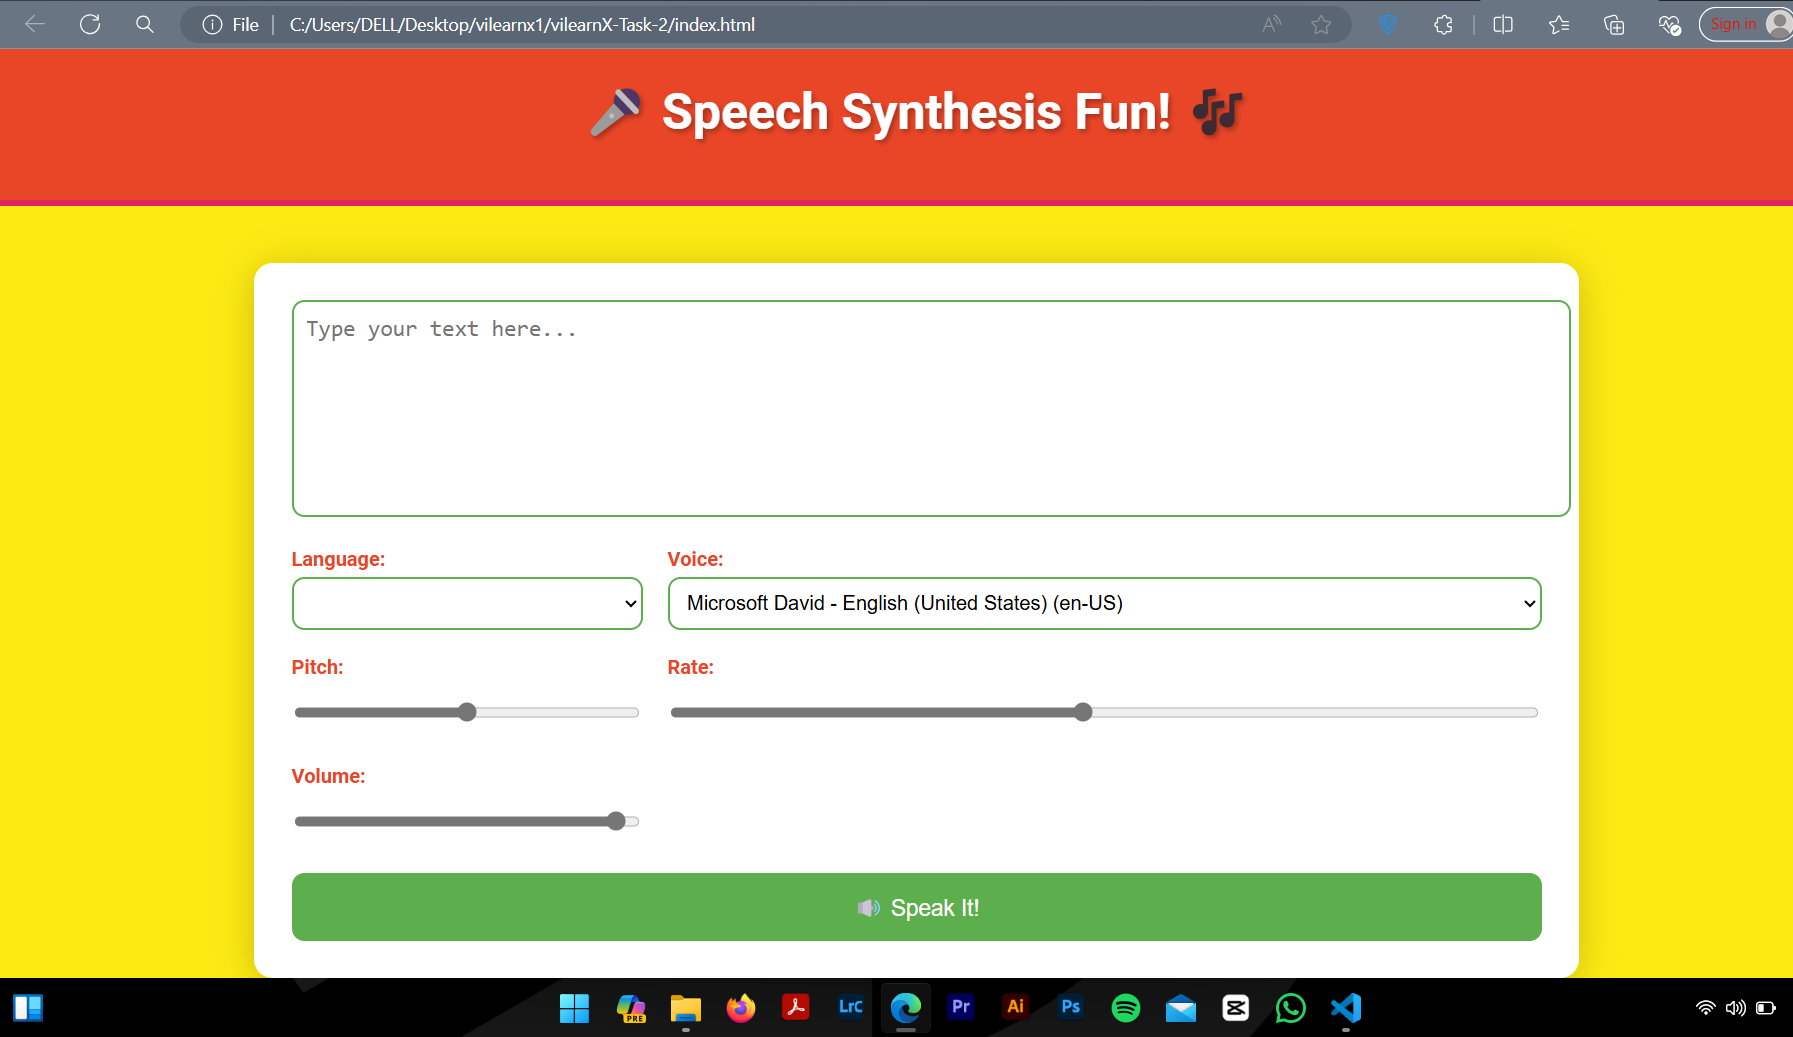 File
C:/Users/DELL/Desktop/vilearnx1/vilearnX-Task-2/index.html
Sign in
🎤 Speech Synthesis Fun! 🎶
Type your text here...
Language:
Voice:
Microsoft David - English (United States) (en-US)
Pitch:
Rate:
Volume:
🔊 Speak It!
PRE
LrC
Pr
Ai
Ps